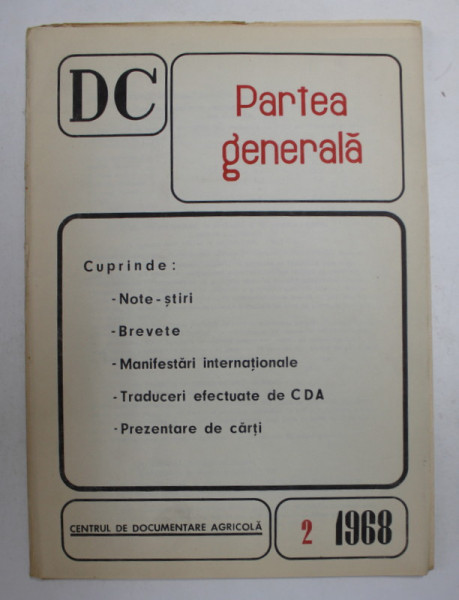 DC
Partea
generală
Cuprinde:
-Note-știri
-Brevete
-Manifestări internaționale
-Traduceri efectuate de CDA
-Prezentare de cărți
CENTRUL DE DOCUMENTARE AGRICOLĂ
2 1968